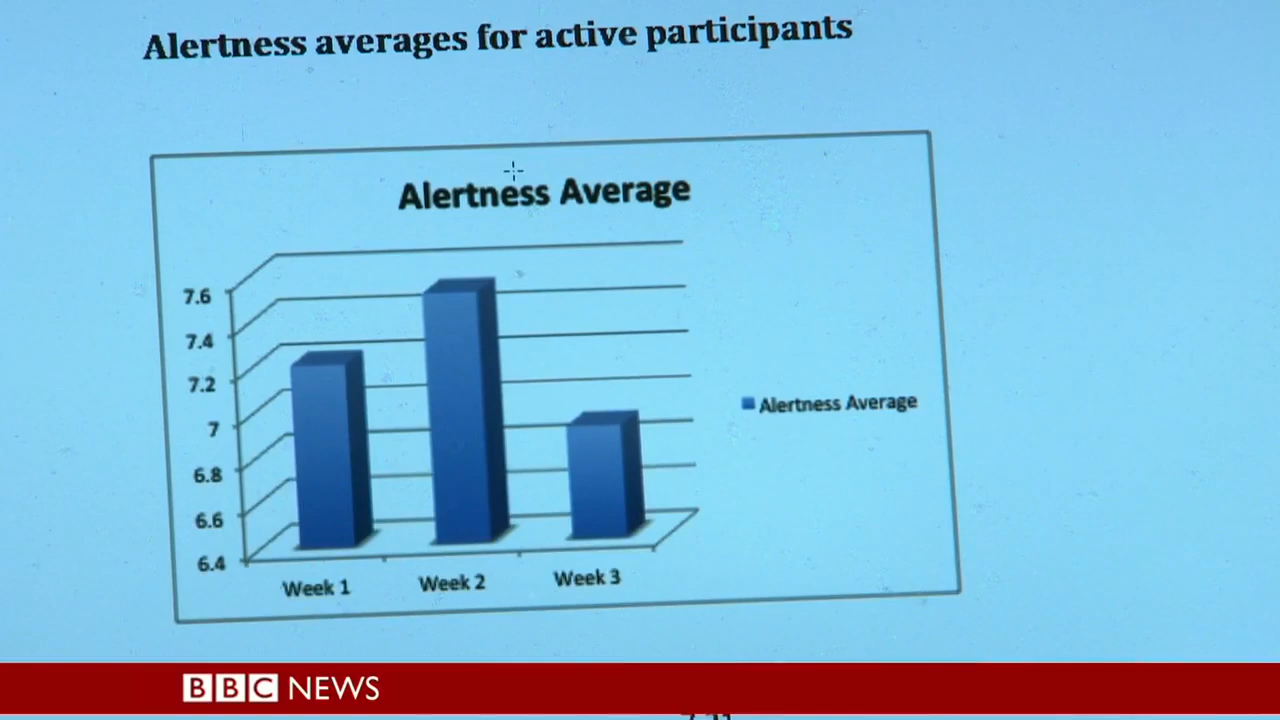 Alertness averages for active participants
Alertness Average
7.6
7.4
7.2
7
6.8
6.6
6.4
Alertness Average
Week 1 Week 2 Week 3
BBC NEWS